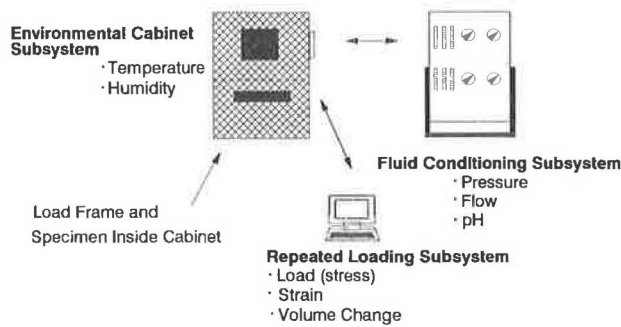 Environmental Cabinet
Subsystem
· Temperature
· Humidity
Fluid Conditioning Subsystem
· Pressure
· Flow
· pH
Load Frame and
Specimen Inside Cabinet
Repeated Loading Subsystem
· Load (stress)
· Strain
· Volume Change